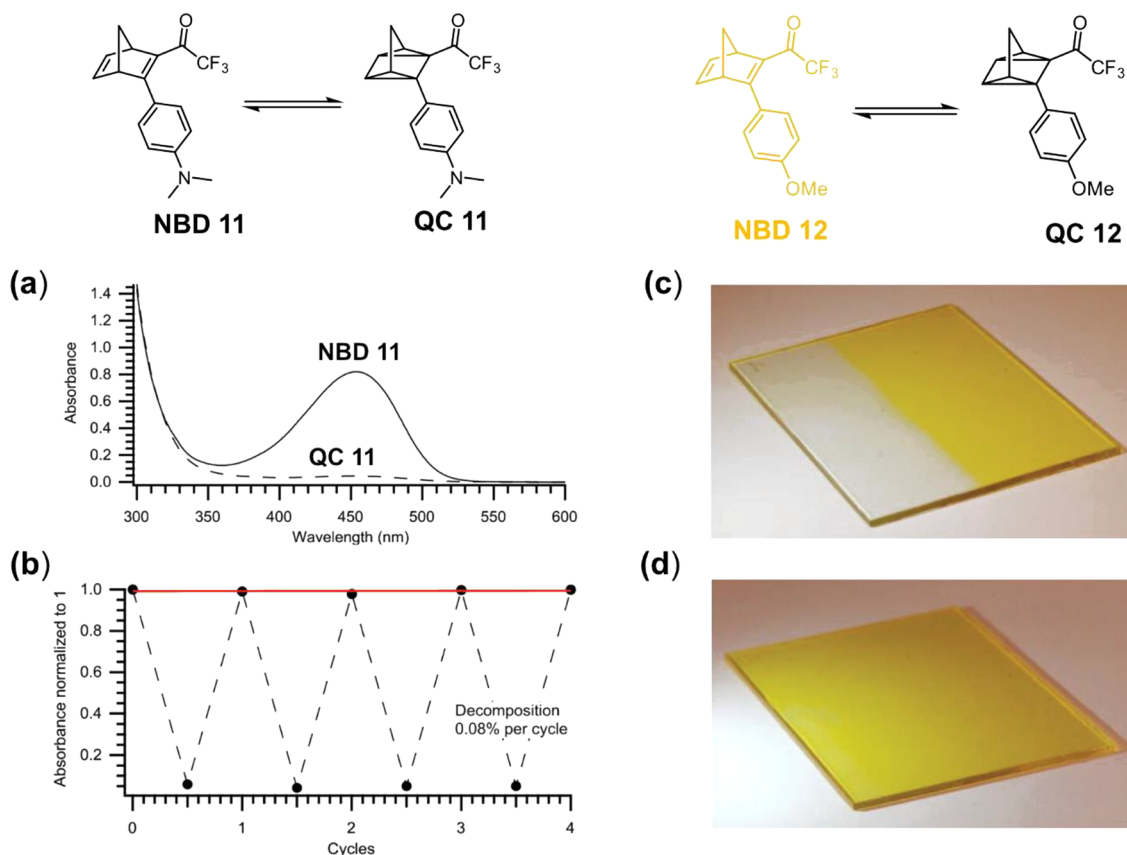 O
CF3
N
NBD 11
O
CF3
N
QC 11
O
CF3
OMe
NBD 12
O
CF3
OMe
QC 12
(a)
1.4
1.2
1.0
0.8
0.6
0.4
0.2
0.0
Absorbance
NBD 11
QC 11
300 350 400 450 500 550 600
Wavelength (nm)
(b)
1.0
0.8
0.6
0.4
0.2
Absorbance normalized to 1
Decomposition
0.08% per cycle
0 1 2 3 4
Cycles
(c)
(d)